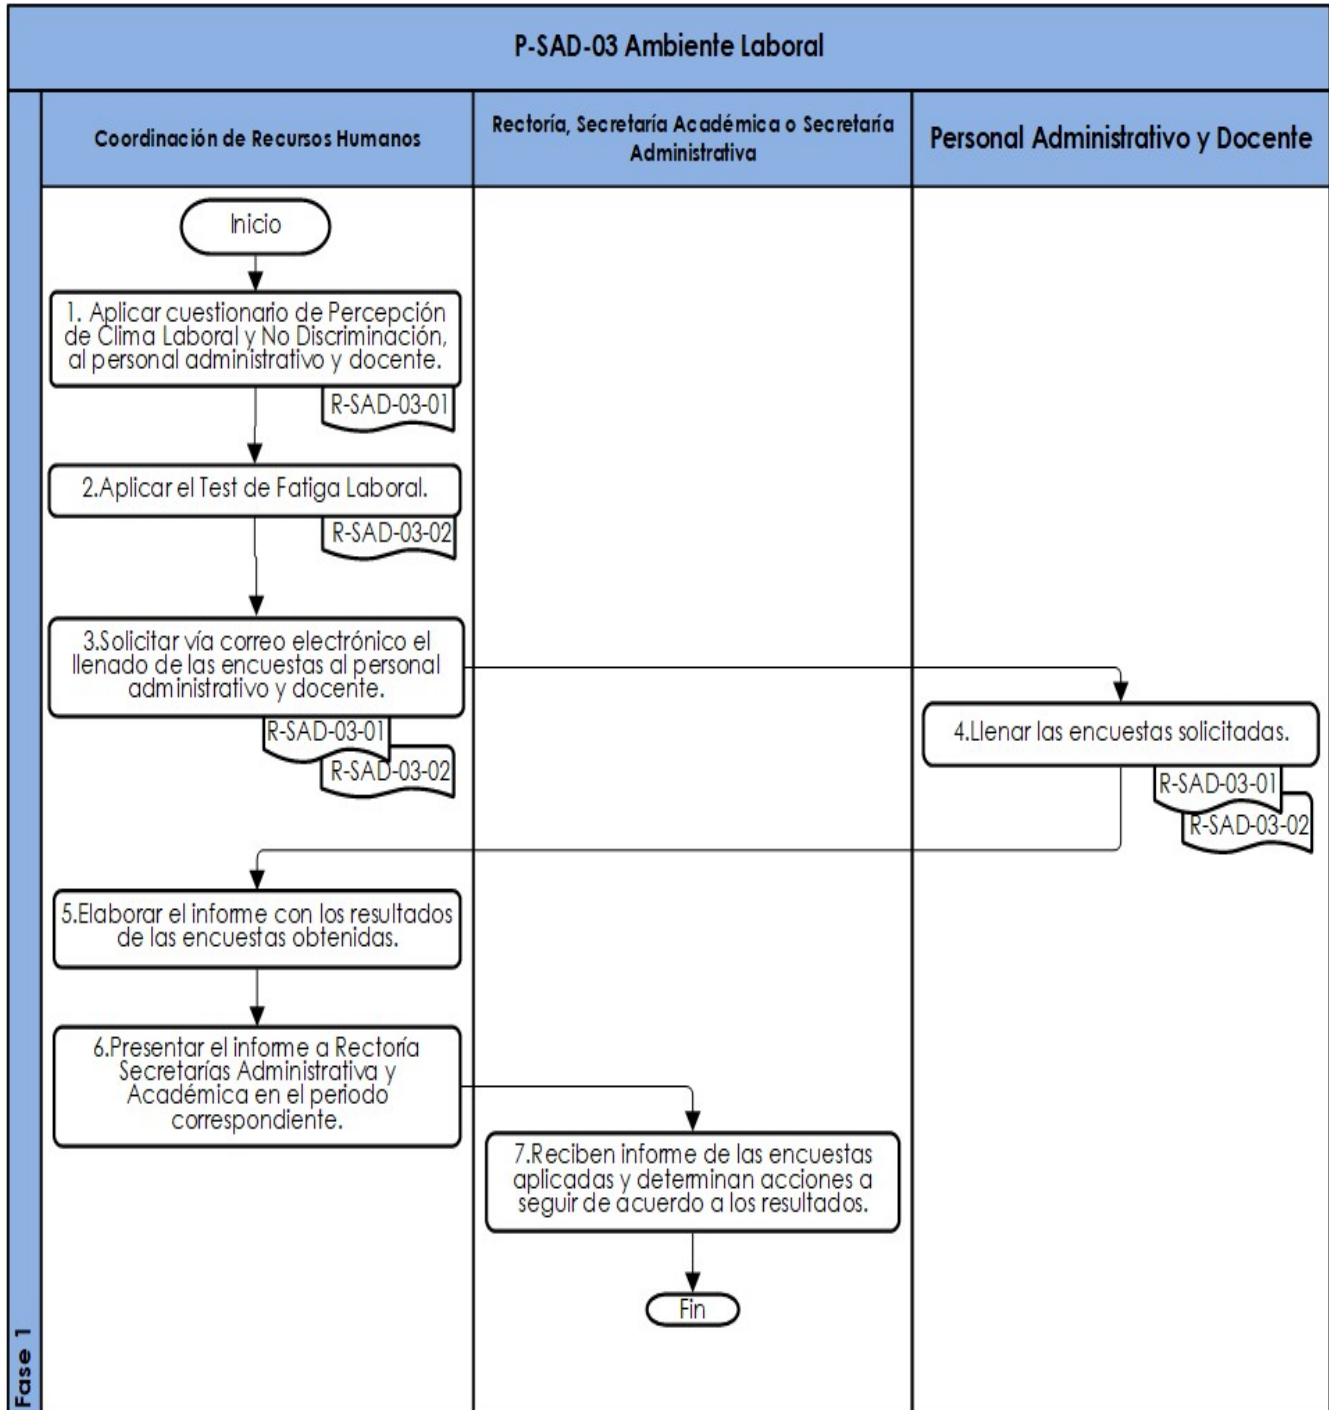 P-SAD-03 Ambiente Laboral
Coordinación de Recursos Humanos
Rectoría, Secretaría Académica o Secretaría
Administrativa
Personal Administrativo y Docente
Inicio
1. Aplicar cuestionario de Percepción
de Clima Laboral y No Discriminación,
al personal administrativo y docente.
R-SAD-03-01
2.Aplicar el Test de Fatiga Laboral.
R-SAD-03-02
3.Solicitar vía correo electrónico el
llenado de las encuestas al personal
administrativo y docente.
R-SAD-03-01
R-SAD-03-02
4.Llenar las encuestas solicitadas.
R-SAD-03-01
R-SAD-03-02
5.Elaborar el informe con los resultados
de las encuestas obtenidas.
6.Presentar el informe a Rectoría
Secretarías Administrativa y
Académica en el periodo
correspondiente.
7.Reciben informe de las encuestas
aplicadas y determinan acciones a
seguir de acuerdo a los resultados.
Fin
Fase 1